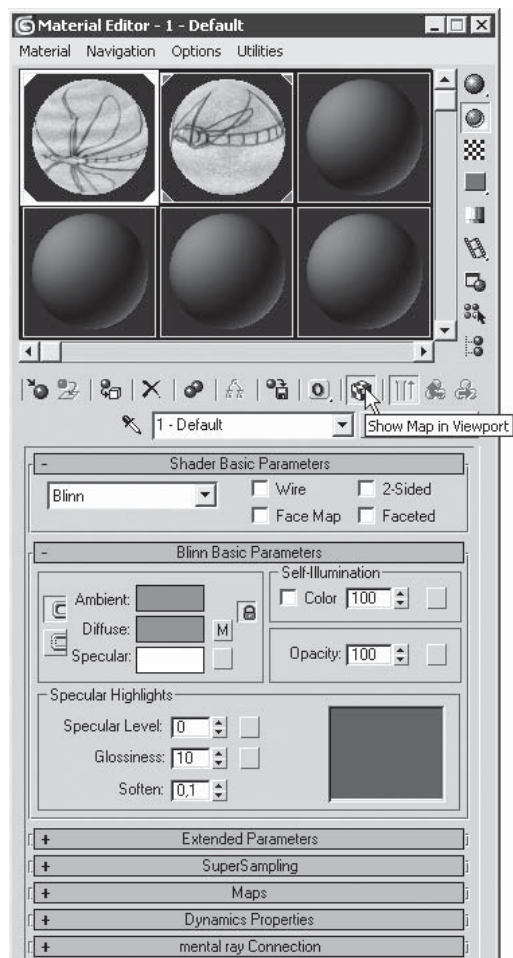 Material Editor - 1 - Default
Material Navigation Options Utilities
1 - Default
Show Map in Viewport
- Shader Basic Parameters
Blinn
Wire 2-Sided
Face Map Faceted
- Blinn Basic Parameters
Self-Illumination
Ambient:
Color 100
Diffuse: M
Specular:
Opacity: 100
Specular Highlights
Specular Level: 0
Glossiness: 10
Soften: 0,1
+ Extended Parameters
+ SuperSampling
+ Maps
+ Dynamics Properties
+ mental ray Connection